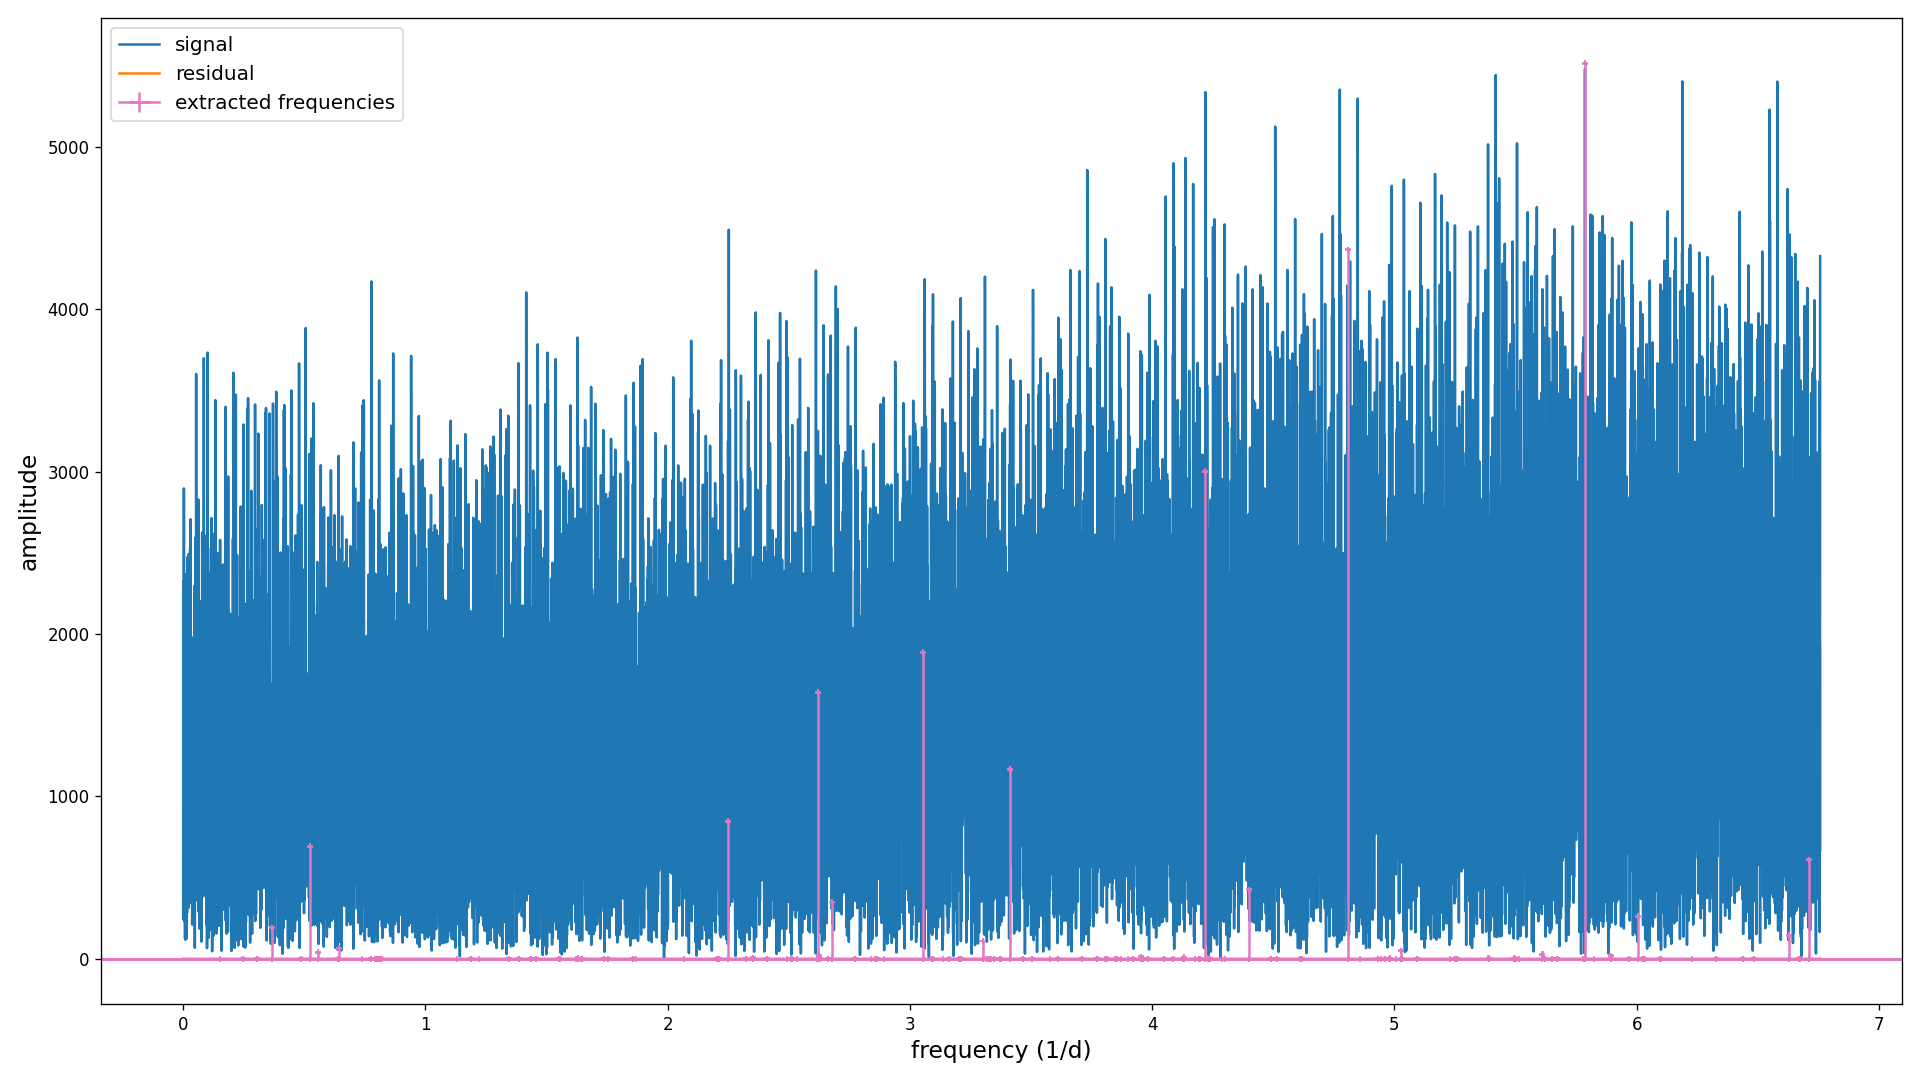 signal
residual
extracted frequencies
amplitude
5000
4000
3000
2000
1000
0
0 1 2 3 4 5 6 7
frequency (1/d)